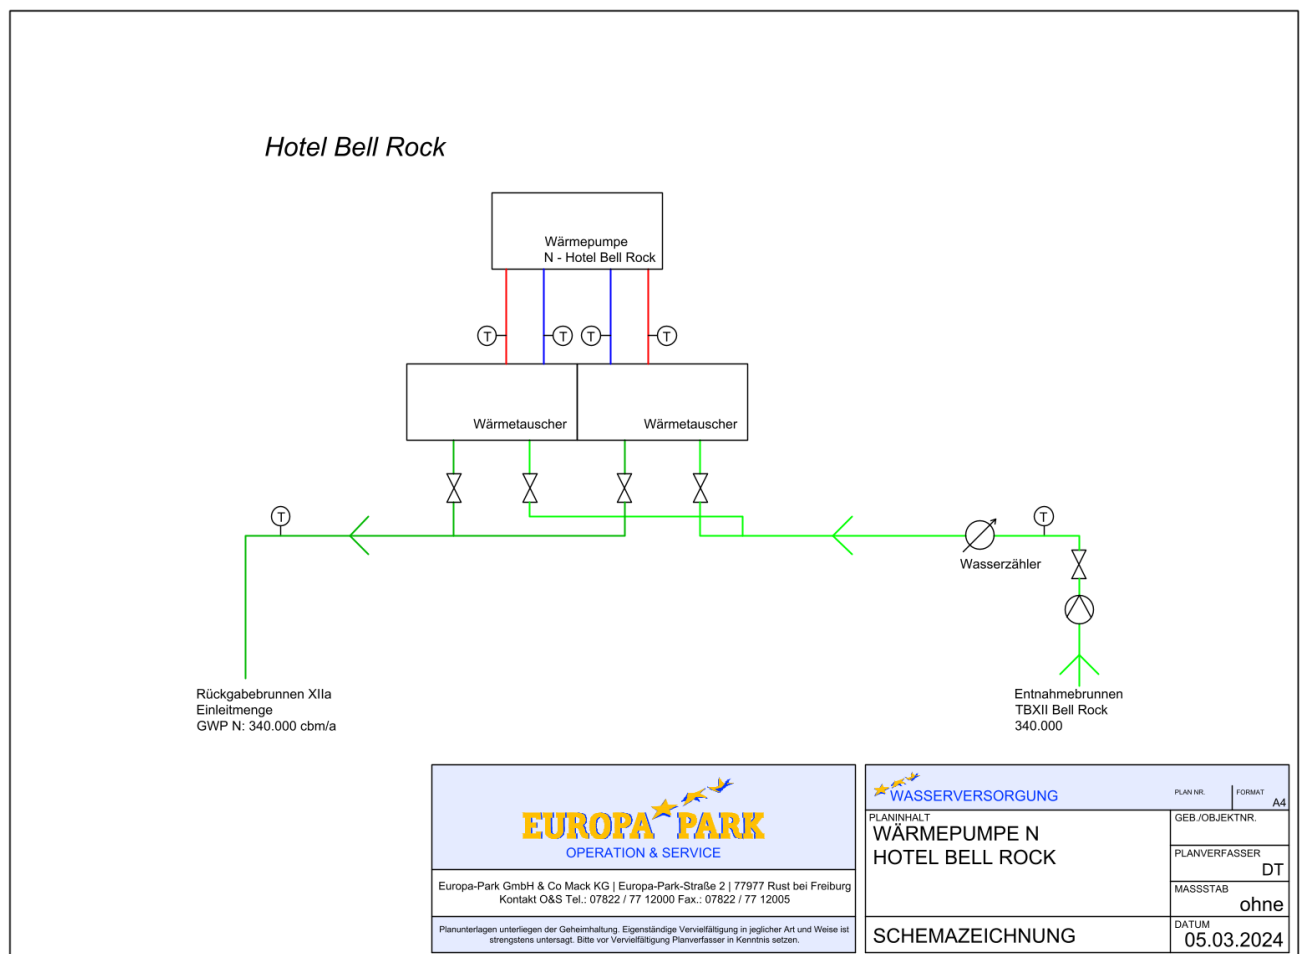 Hotel Bell Rock
Wärmepumpe
N - Hotel Bell Rock
T
T
T
T
Wärmetauscher
Wärmetauscher
T
T
Wasserzähler
Rückgabebrunnen XIIa
Einleitmenge
GWP N: 340.000 cbm/a
Entnahmebrunnen
TBXII Bell Rock
340.000
EUROPA PARK
OPERATION & SERVICE
Europa-Park GmbH & Co Mack KG | Europa-Park-Straße 2 | 77977 Rust bei Freiburg
Kontakt O&S Tel.: 07822 / 77 12000 Fax.: 07822 / 77 12005
Planunterlagen unterliegen der Geheimhaltung. Eigenständige Vervielfältigung in jeglicher Art und Weise ist
strengstens untersagt. Bitte vor Vervielfältigung Planverfasser in Kenntnis setzen.
WASSERVERSORGUNG
PLAN NR.
FORMAT
A4
PLANINHALT
WÄRMEPUMPE N
HOTEL BELL ROCK
GEB./OBJEKTNR.
PLANVERFASSER
DT
MASSSTAB
ohne
SCHEMAZEICHNUNG
DATUM
05.03.2024